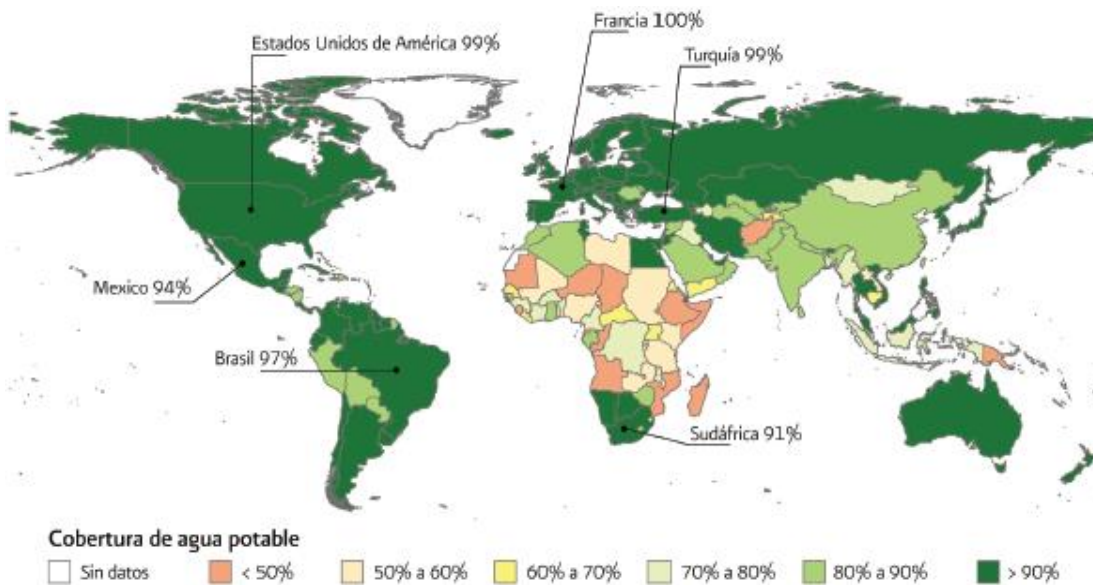 Francia 100%
Estados Unidos de América 99%
Turquía 99%
Mexico 94%
Brasil 97%
Sudáfrica 91%
Cobertura de agua potable
Sin datos < 50% 50% a 60% 60% a 70% 70% a 80% 80% a 90% > 90%